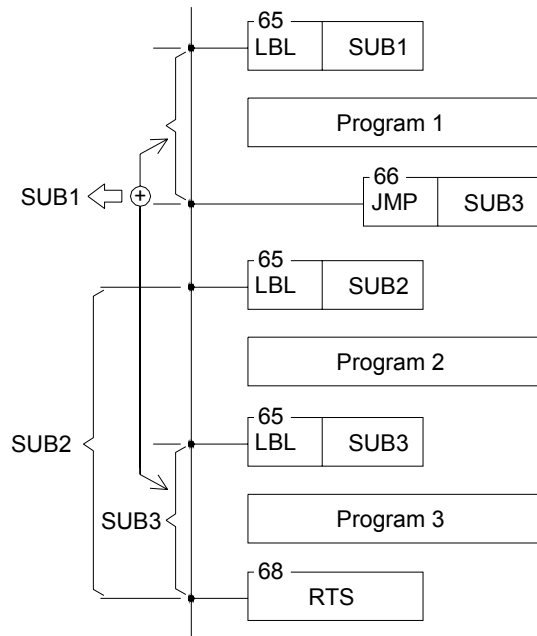 65
LBL SUB1
Program 1
66
SUB1 JMP SUB3
65
LBL SUB2
Program 2
65
SUB2 LBL SUB3
SUB3 Program 3
68
RTS